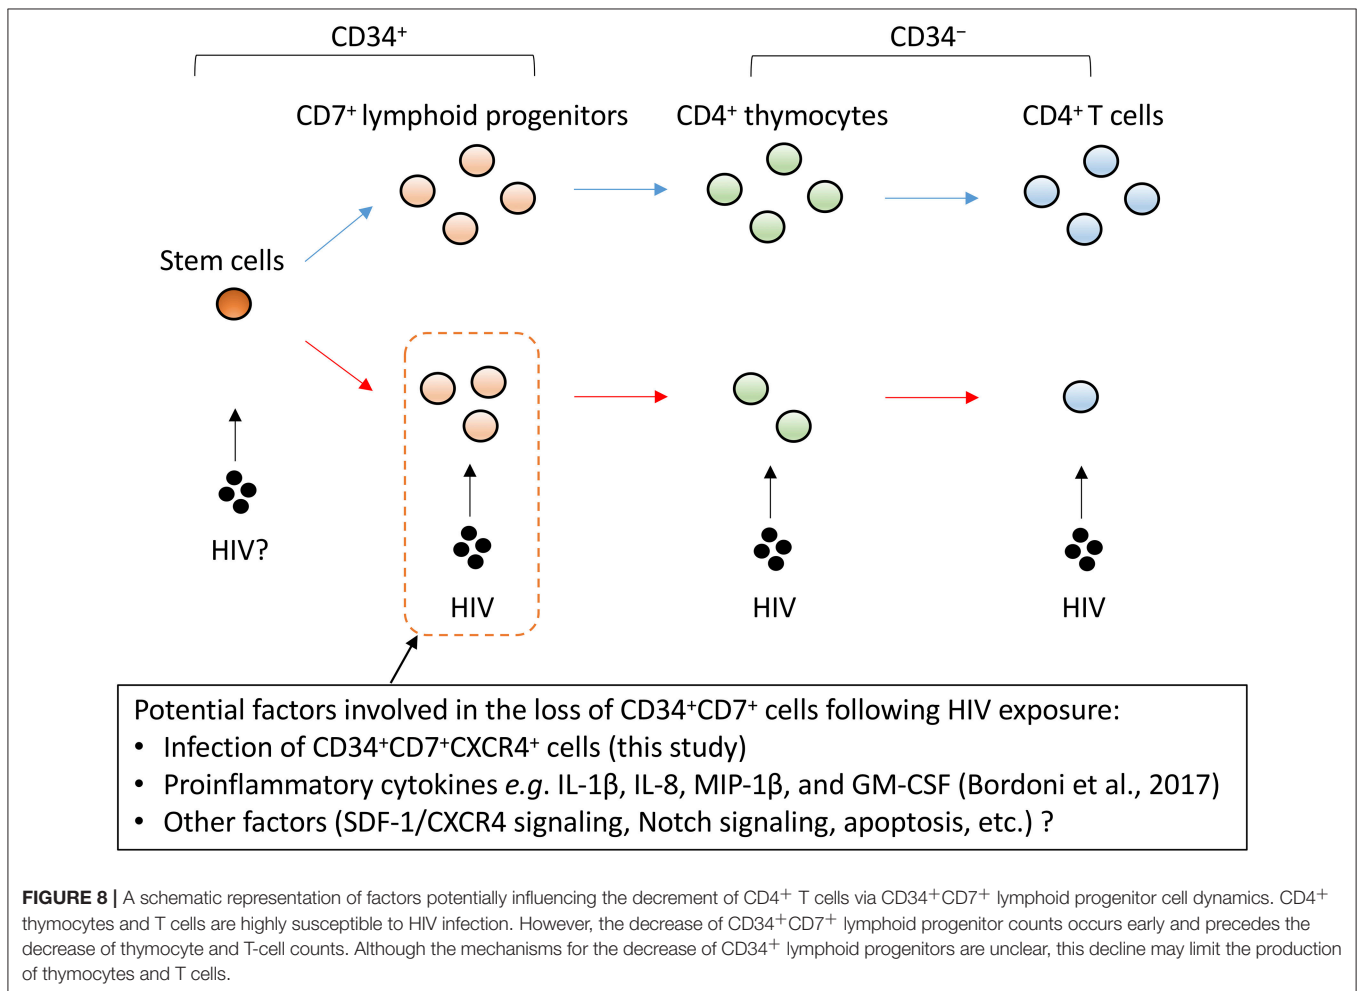 CD34⁺ CD34⁻
CD7⁺ lymphoid progenitors CD4⁺ thymocytes CD4⁺ T cells
Stem cells
HIV?
HIV HIV HIV
Potential factors involved in the loss of CD34⁺CD7⁺ cells following HIV exposure:
• Infection of CD34⁺CD7⁺CXCR4⁺ cells (this study)
• Proinflammatory cytokines e.g. IL-1β, IL-8, MIP-1β, and GM-CSF (Bordoni et al., 2017)
• Other factors (SDF-1/CXCR4 signaling, Notch signaling, apoptosis, etc.) ?
FIGURE 8 | A schematic representation of factors potentially influencing the decrement of CD4⁺ T cells via CD34⁺CD7⁺ lymphoid progenitor cell dynamics. CD4⁺
thymocytes and T cells are highly susceptible to HIV infection. However, the decrease of CD34⁺CD7⁺ lymphoid progenitor counts occurs early and precedes the
decrease of thymocyte and T-cell counts. Although the mechanisms for the decrease of CD34⁺ lymphoid progenitors are unclear, this decline may limit the production
of thymocytes and T cells.